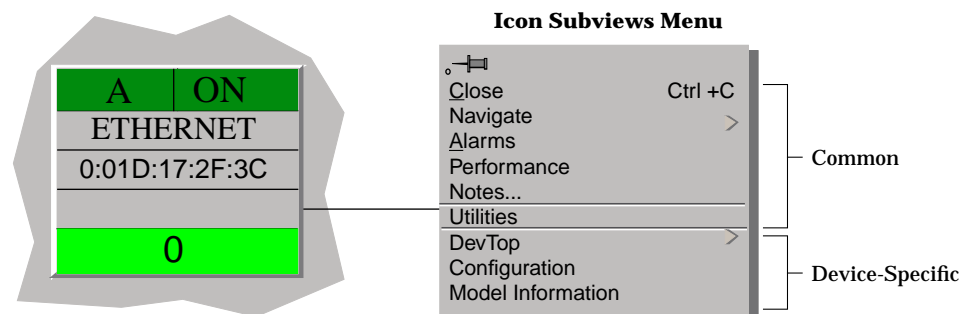 Icon Subviews Menu
A ON
ETHERNET
0:01D:17:2F:3C
0
Close Ctrl +C
Navigate
Alarms
Performance
Notes...
Utilities
DevTop
Configuration
Model Information
Common
Device-Specific